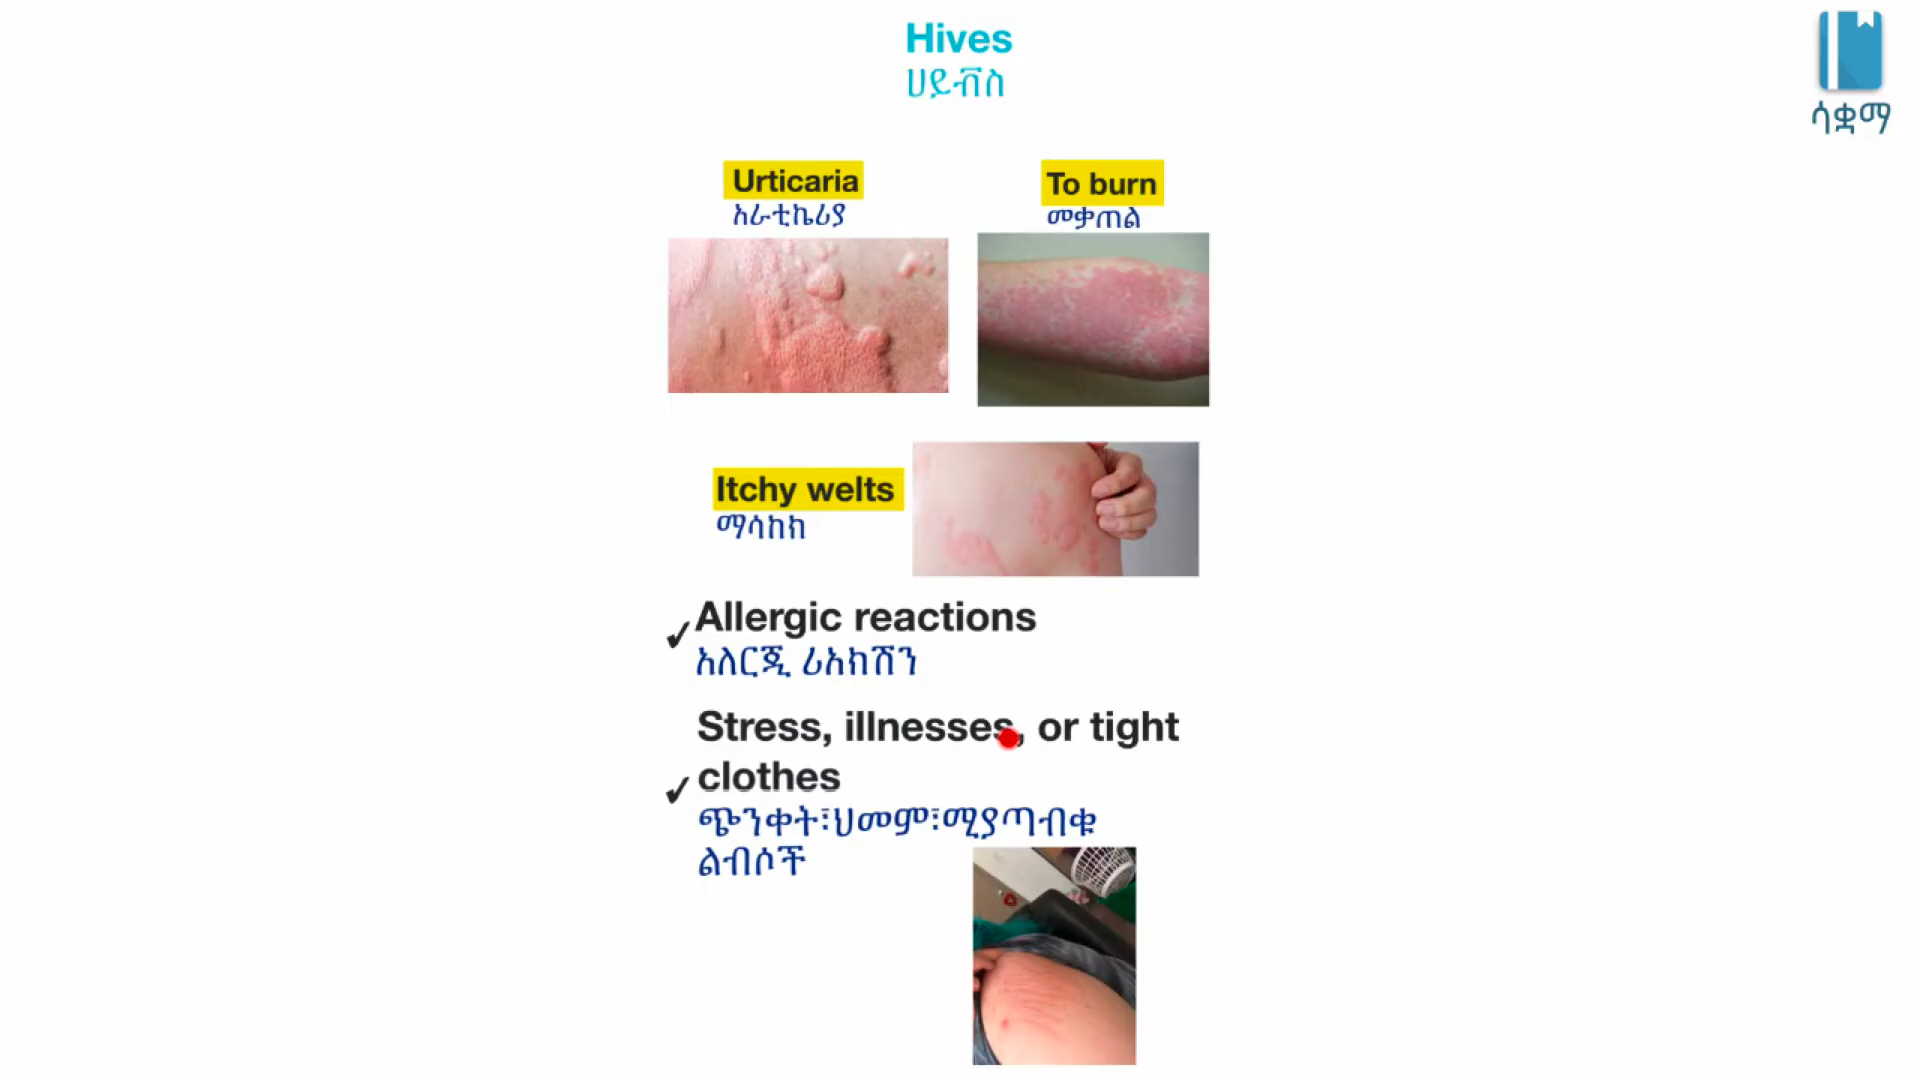 Hives
ሀይቭስ
ሳቋማ
Urticaria
አራቲኬሪያ
To burn
መቃጠል
Itchy welts
ማሳከክ
✓Allergic reactions
አለርጂ ሪአክሽን
Stress, illnesses, or tight
✓clothes
ጭንቀት፣ህመም፣ሚያጣብቁ
ልብሶች